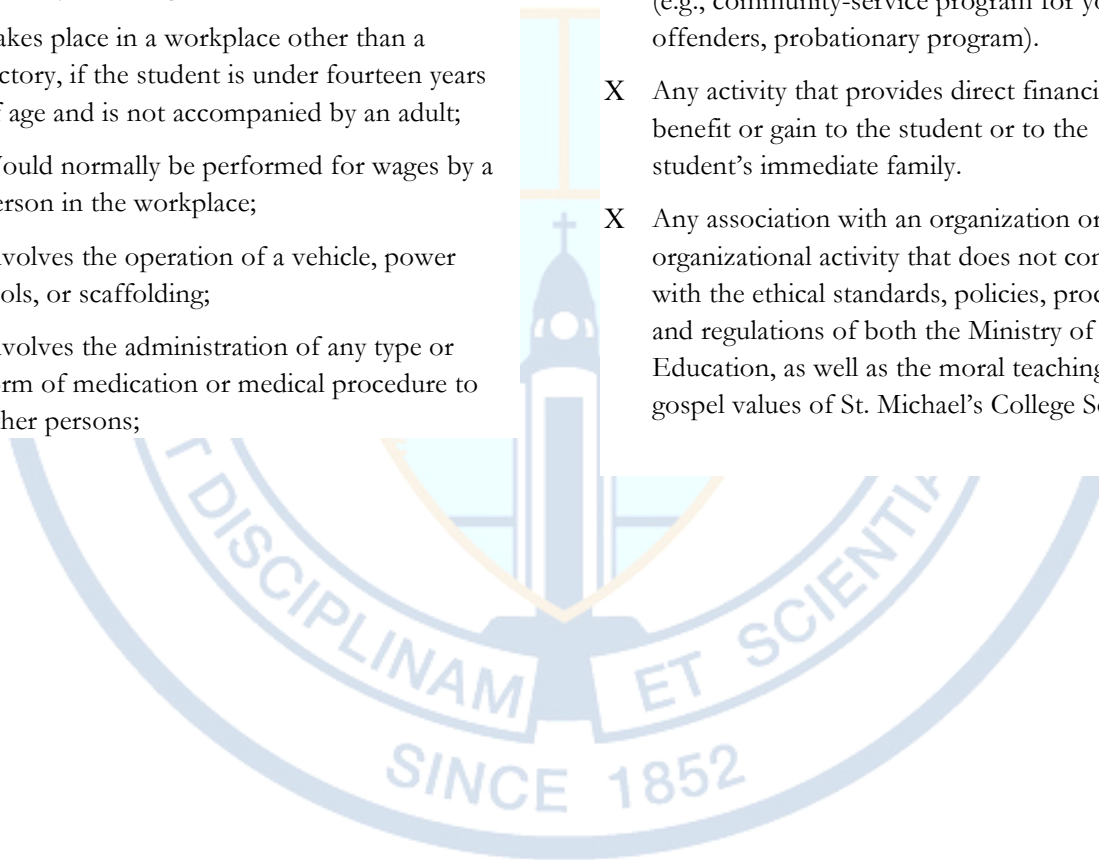 akes place in a workplace other than a
ctory, if the student is under fourteen years
f age and is not accompanied by an adult;
ould normally be performed for wages by a
erson in the workplace;
volves the operation of a vehicle, power
ols, or scaffolding;
volves the administration of any type or
orm of medication or medical procedure to
her persons;
(e.g., community-service program for yo
offenders, probationary program).
X Any activity that provides direct financi
benefit or gain to the student or to the
student's immediate family.
X Any association with an organization or
organizational activity that does not con
with the ethical standards, policies, proc
and regulations of both the Ministry of
Education, as well as the moral teaching
gospel values of St. Michael's College S
DISCIPLINAM ET SCIENTIA
SINCE 1852